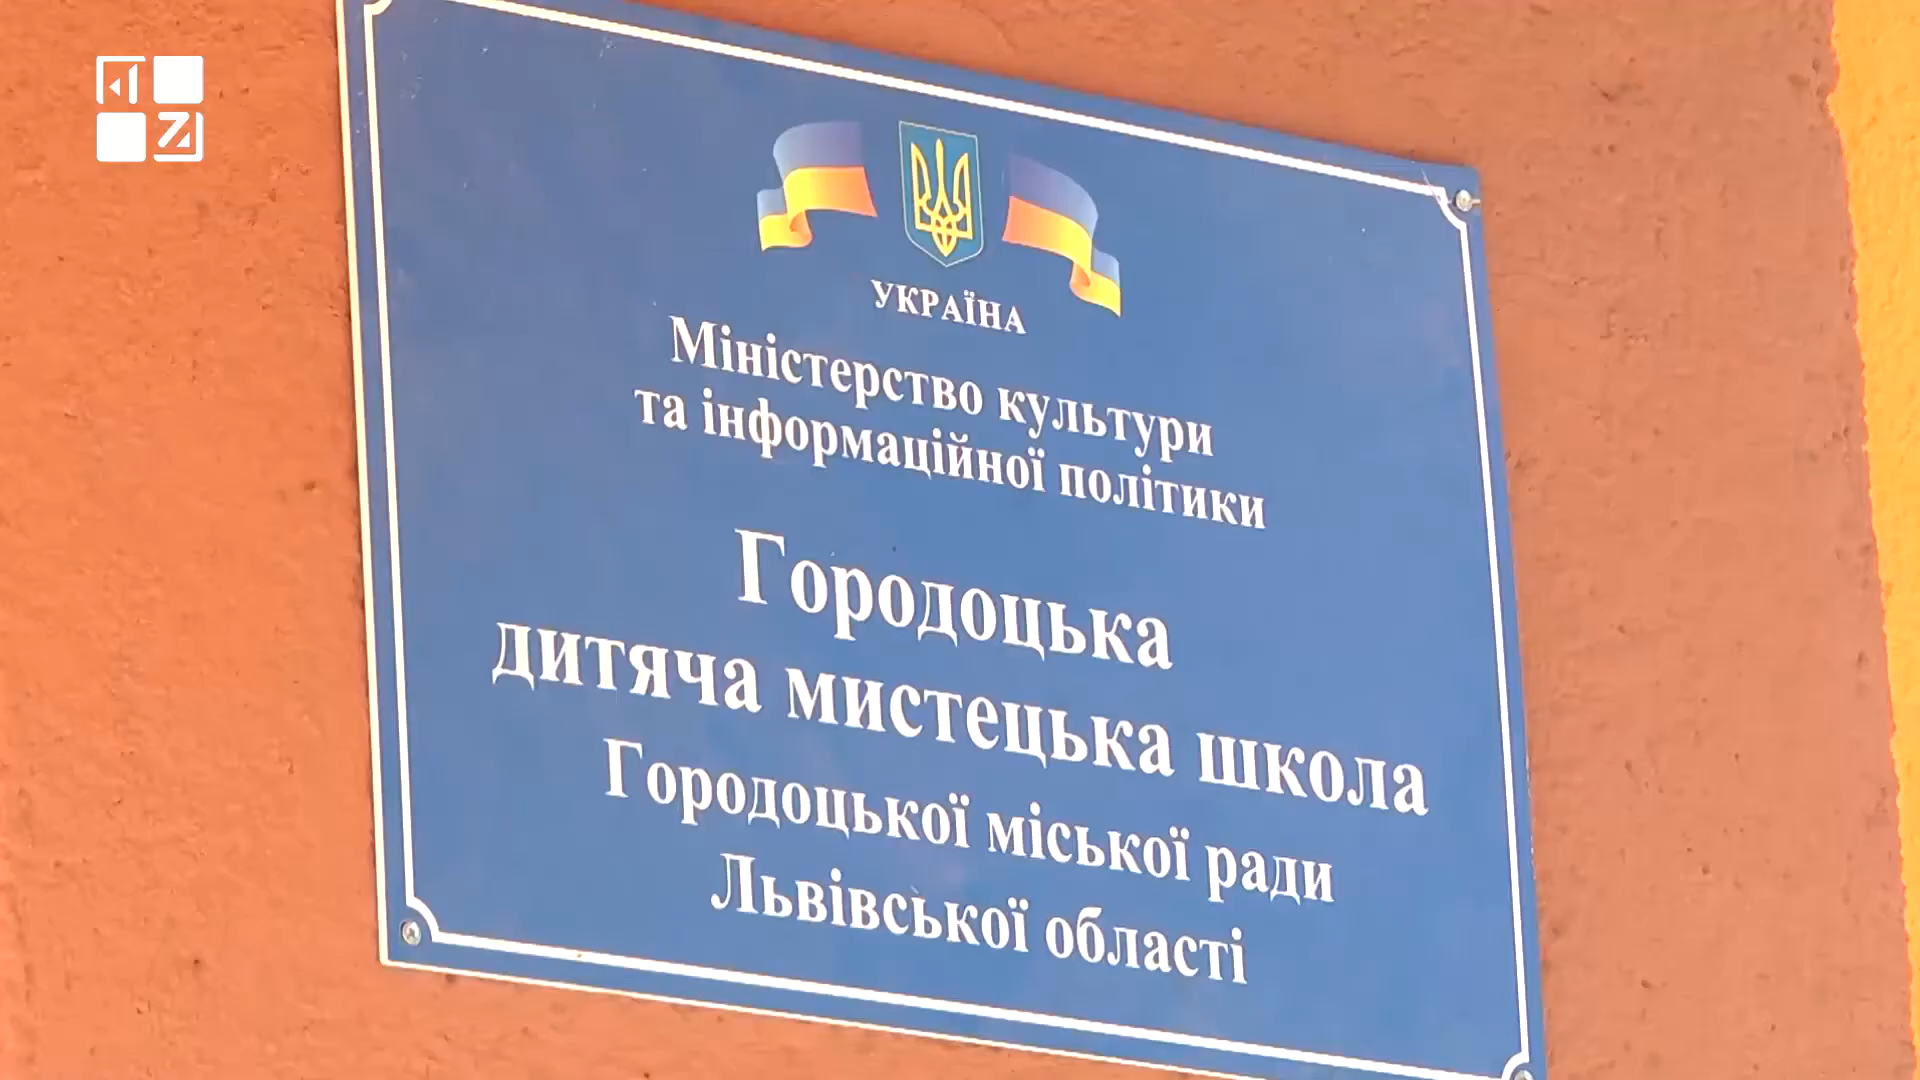 УКРАЇНА
Міністерство культури
та інформаційної політики
Городоцька
дитяча мистецька школа
Городоцької міської ради
Львівської області